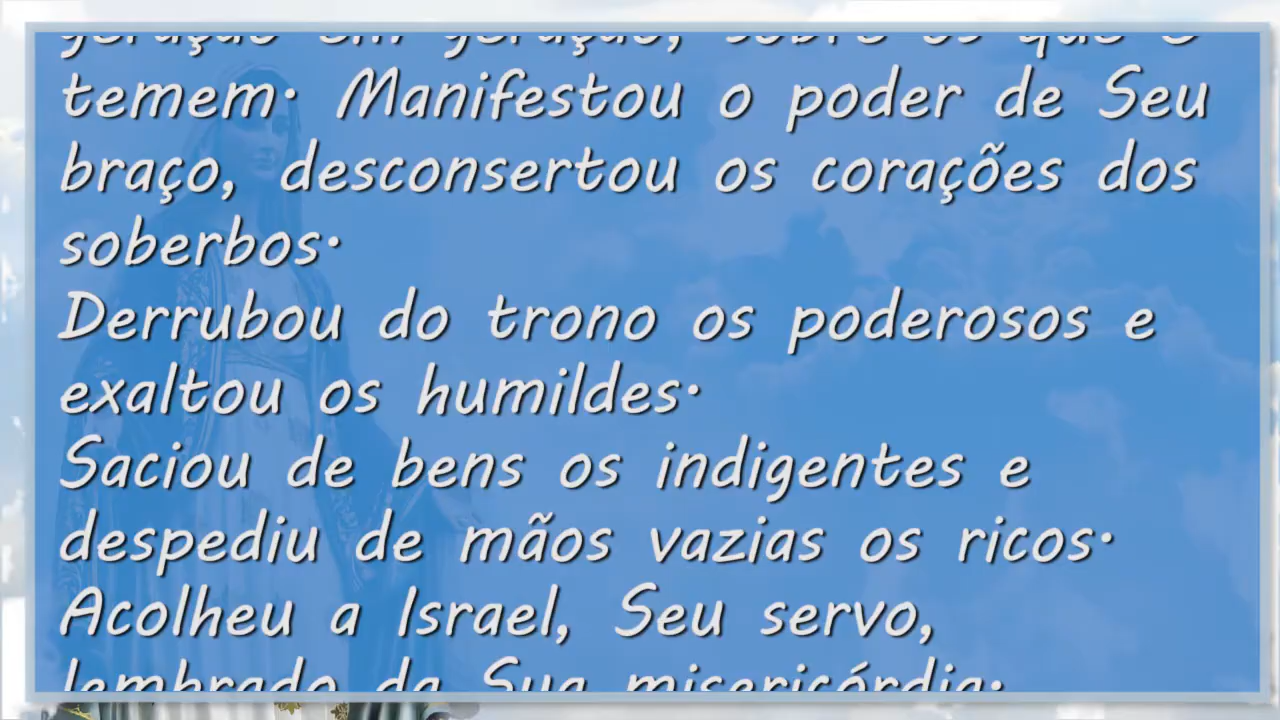 geração em geração, sobre os que o
temem· Manifestou o poder de Seu
braço, desconsertou os corações dos
soberbos·
Derrubou do trono os poderosos e
exaltou os humildes·
Saciou de bens os indigentes e
despediu de mãos vazias os ricos·
Acolheu a Israel, Seu servo,
lembrado da Sua misericórdia·